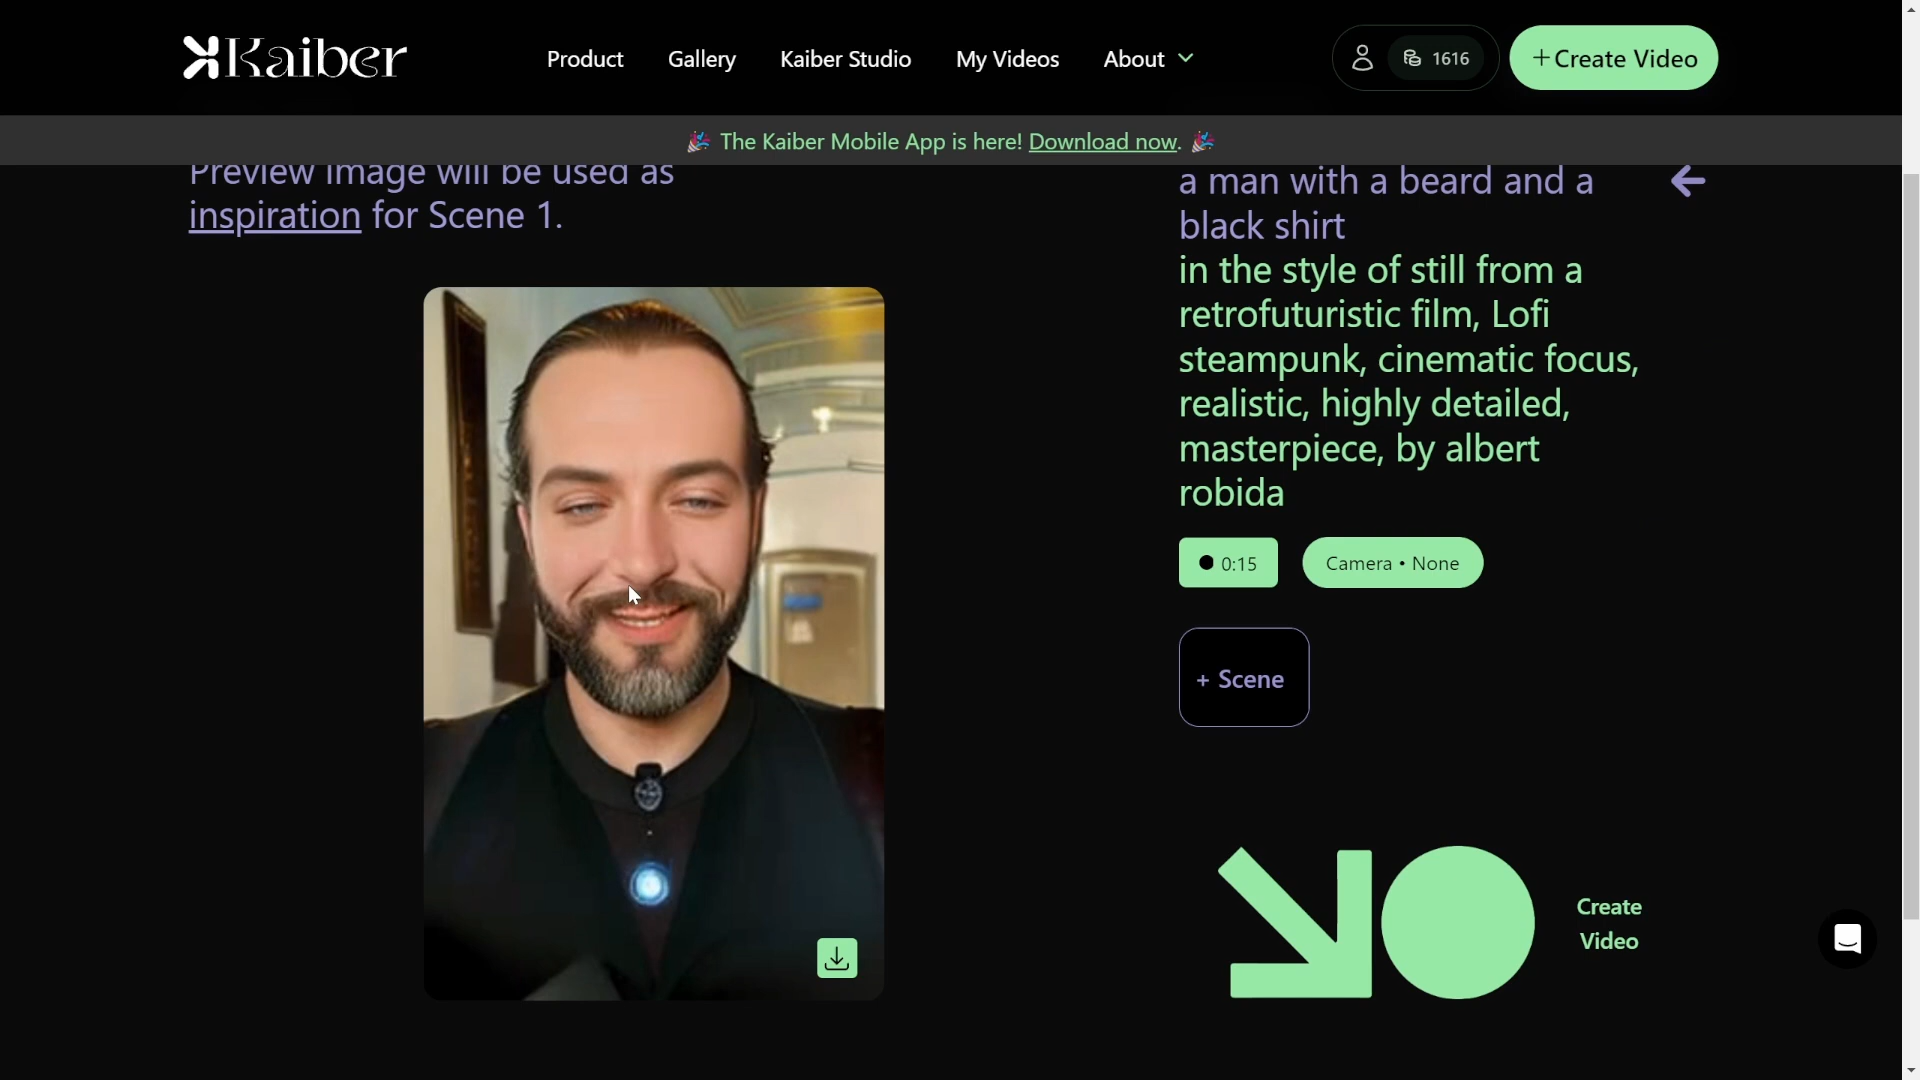 Kaiber
Product
Gallery
Kaiber Studio
My Videos
About
1616
+Create Video
🎉 The Kaiber Mobile App is here! Download now. 🎉
Preview image will be used as
inspiration for Scene 1.
a man with a beard and a
black shirt
in the style of still from a
retrofuturistic film, Lofi
steampunk, cinematic focus,
realistic, highly detailed,
masterpiece, by albert
robida
0:15
Camera • None
+ Scene
Create
Video